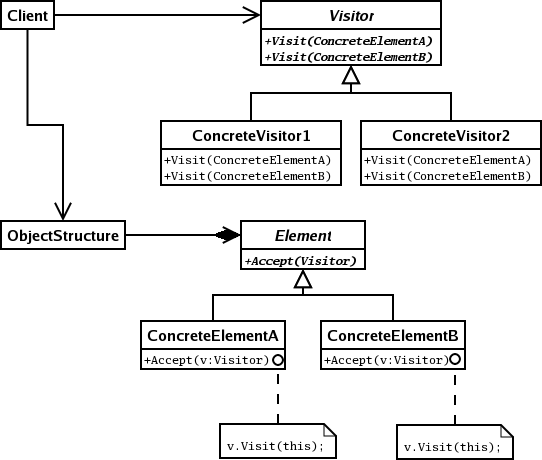 Client
Visitor
+Visit(ConcreteElementA)
+Visit(ConcreteElementB)
ConcreteVisitor1
+Visit(ConcreteElementA)
+Visit(ConcreteElementB)
ConcreteVisitor2
+Visit(ConcreteElementA)
+Visit(ConcreteElementB)
ObjectStructure
Element
+Accept(Visitor)
ConcreteElementA
+Accept(v:Visitor)
ConcreteElementB
+Accept(v:Visitor)
v.Visit(this);
v.Visit(this);